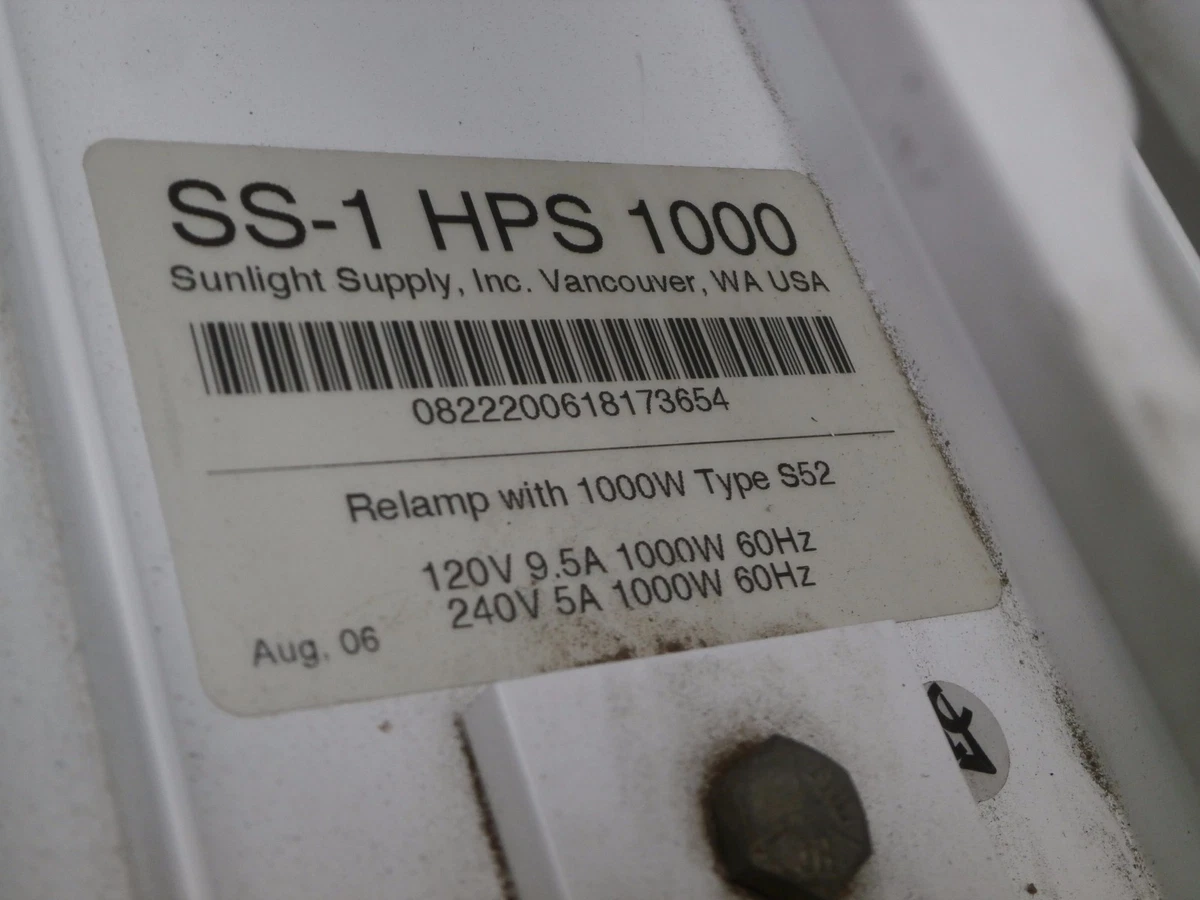 SS-1 HPS 1000
Sunlight Supply, Inc. Vancouver, WA USA
0822200618173654
Relamp with 1000W Type S52
120V 9.5A 1000W 60Hz
240V 5A 1000W 60Hz
Aug. 06